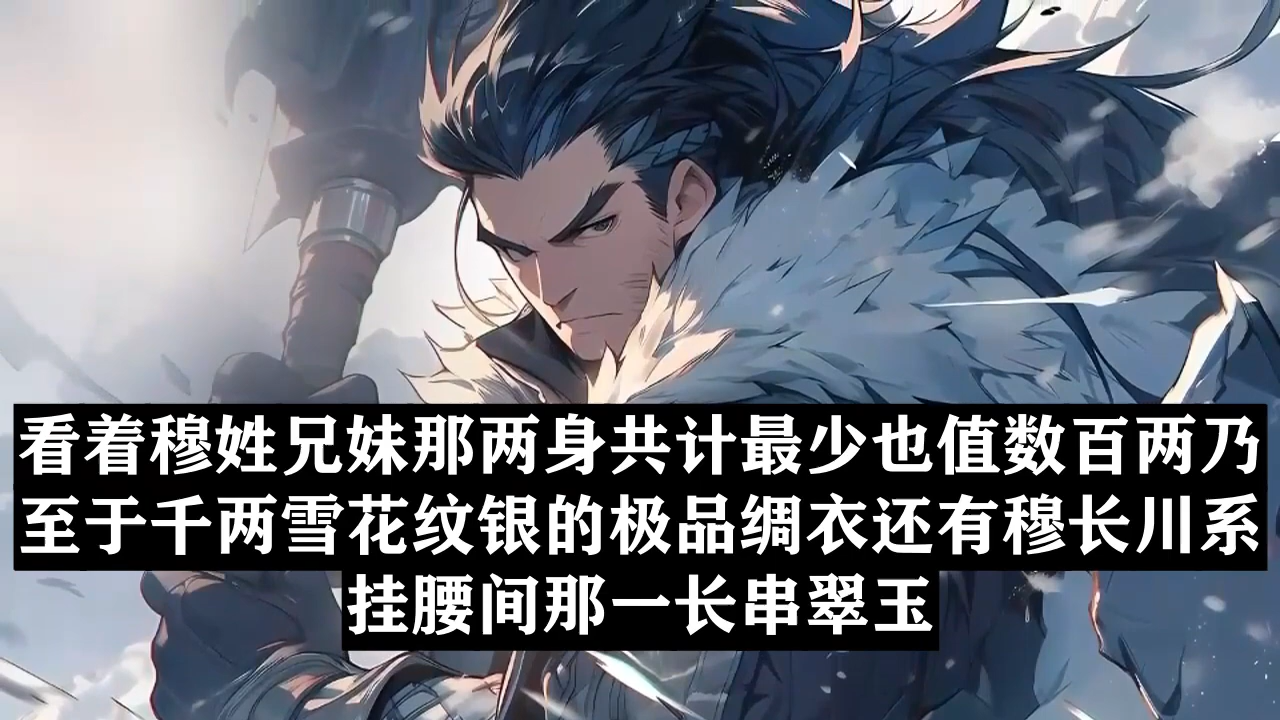 看着穆姓兄妹那两身共计最少也值数百两乃
至于千两雪花纹银的极品绸衣还有穆长川系
挂腰间那一长串翠玉